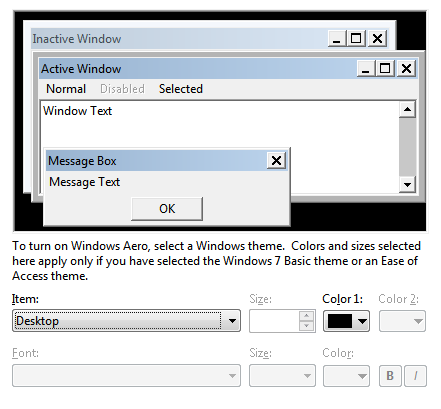 Inactive Window
Active Window
Normal Disabled Selected
Window Text
Message Box
Message Text
OK
To turn on Windows Aero, select a Windows theme.  Colors and sizes selected
here apply only if you have selected the Windows 7 Basic theme or an Ease of
Access theme.
Item: Size: Color 1: Color 2:
Desktop
Font: Size: Color:
B I